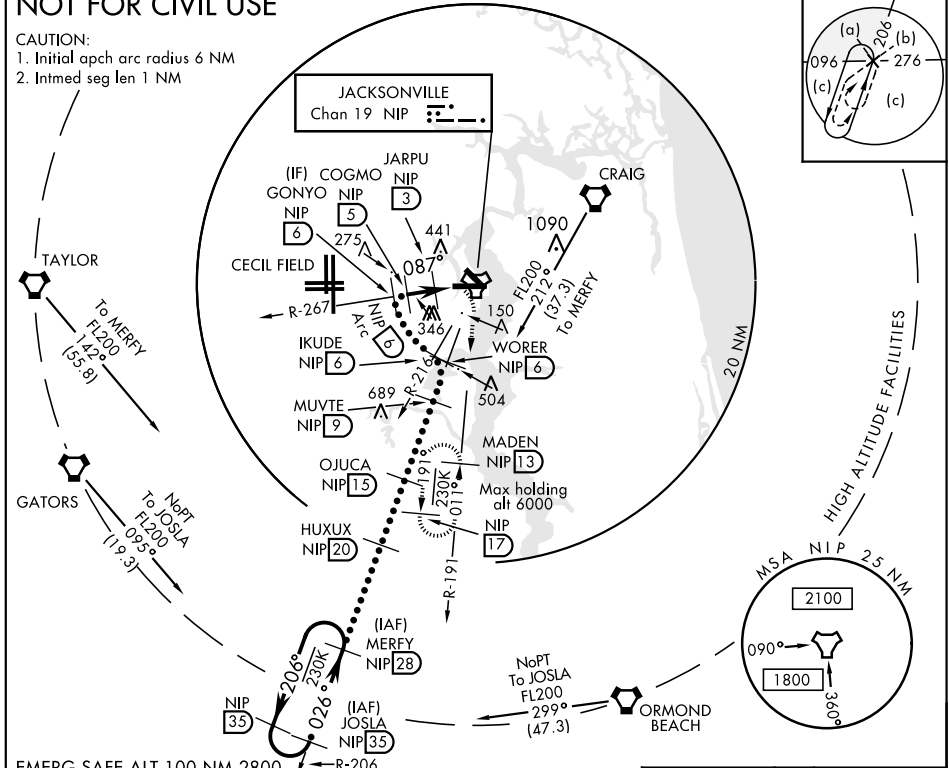 NOT FOR CIVIL USE
CAUTION:
1. Initial apch arc radius 6 NM
2. Intmed seg len 1 NM
JACKSONVILLE
Chan 19 NIP
(a)
206
(b)
096
276
(c)
(c)
JARPU
NIP
3
COGMO
NIP
5
(IF)
GONYO
NIP
6
CRAIG
1090
FL200
212°
(37.3)
To MERFY
441
275
087°
CECIL FIELD
R-267
NIP 6
Arc
346
150
TAYLOR
To MERFY
FL200
142°
(55.8)
IKUDE
NIP 6
WORER
NIP 6
R-216
504
20 NM
689
MUVTE
NIP 9
MADEN
NIP 13
OJUCA
NIP 15
191°
230K
011°
Max holding
alt 6000
NIP
17
HUXUX
NIP 20
R-191
GATORS
NoPT
To JOSLA
FL200
095°
(19.3)
HIGH ALTITUDE FACILITIES
MSA NIP 25 NM
2100
090°
1800
360°
(IAF)
MERFY
NIP 28
206°
230K
026°
NIP
35
(IAF)
JOSLA
NIP 35
R-206
NoPT
To JOSLA
FL200
299°
(47.3)
ORMOND
BEACH
EMERG SAFE ALT 100 NM 2800